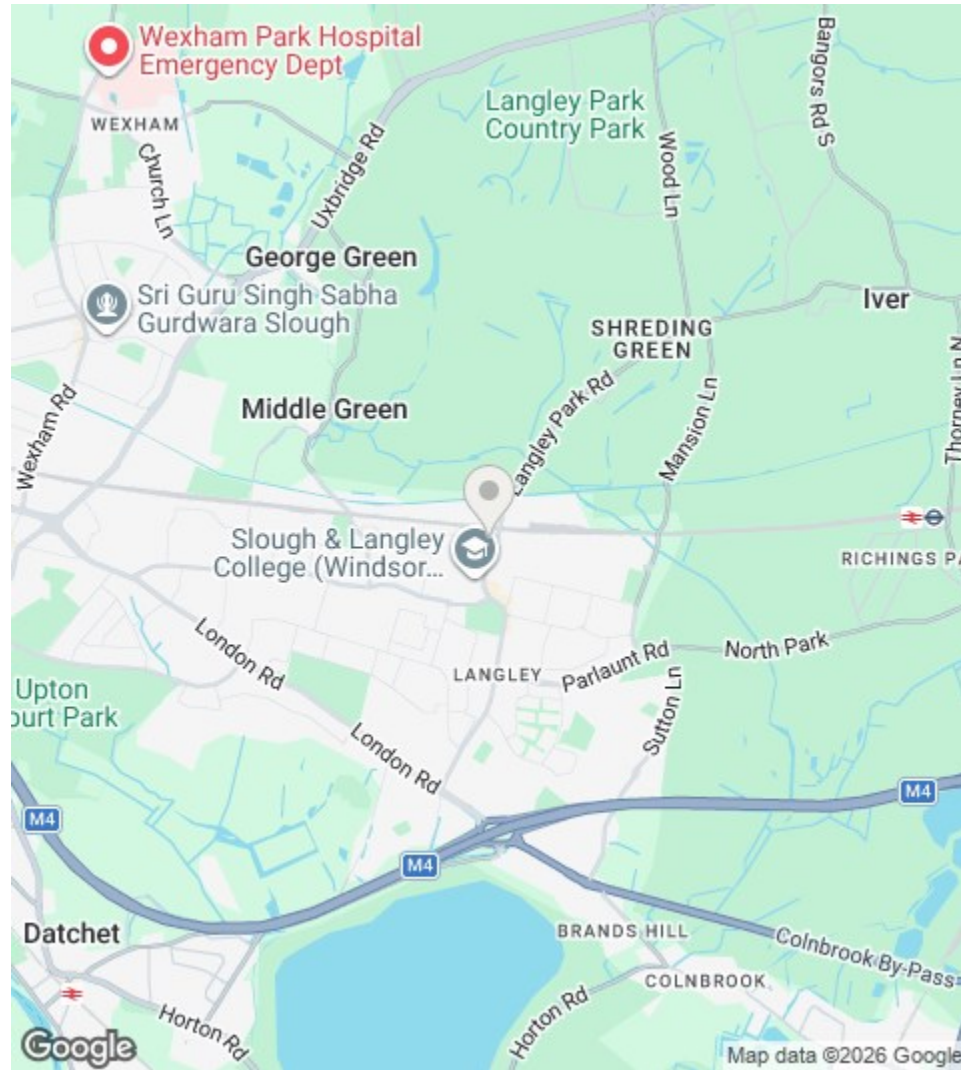 Wexham Park Hospital
Emergency Dept
WEXHAM
Church Ln
Uxbridge Rd
Langley Park
Country Park
Wood Ln
Bangors Rd S
George Green
Sri Guru Singh Sabha
Gurdwara Slough
SHREDING
GREEN
Iver
Wexham Rd
Middle Green
Langley Park Rd
Mansion Ln
Thorney Ln N
Slough & Langley
College (Windsor...
RICHINGS PA
London Rd
LANGLEY
Parlaunt Rd
North Park
Upton
ourt Park
London Rd
Sutton Ln
M4
M4
M4
Datchet
BRANDS HILL
Colnbrook By-Pass
COLNBROOK
Horton Rd
Horton Rd
Google
Map data ©2026 Google